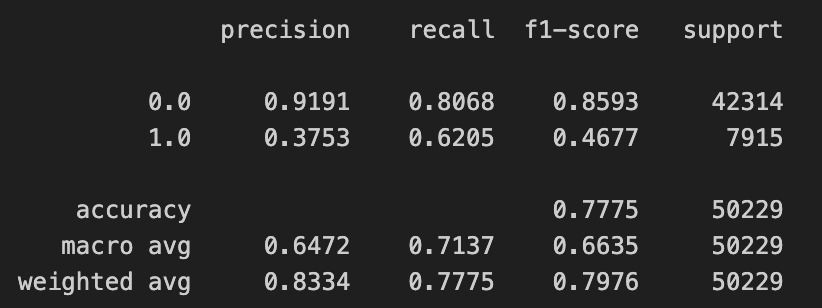 precision recall f1-score support
0.0 0.9191 0.8068 0.8593 42314
1.0 0.3753 0.6205 0.4677 7915
accuracy 0.7775 50229
macro avg 0.6472 0.7137 0.6635 50229
weighted avg 0.8334 0.7775 0.7976 50229